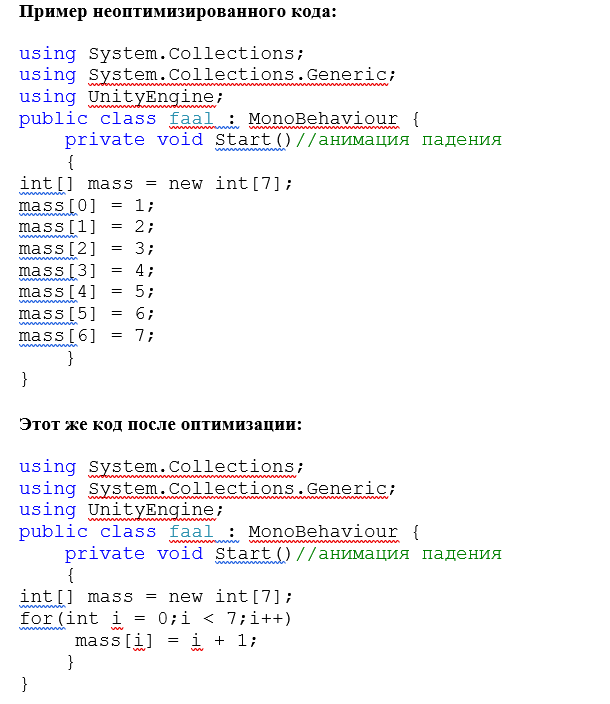 Пример неоптимизированного кода:
using System.Collections;
using System.Collections.Generic;
using UnityEngine;
public class faal : MonoBehaviour {
    private void Start()//анимация падения
    {
int[] mass = new int[7];
mass[0] = 1;
mass[1] = 2;
mass[2] = 3;
mass[3] = 4;
mass[4] = 5;
mass[5] = 6;
mass[6] = 7;
    }
}
Этот же код после оптимизации:
using System.Collections;
using System.Collections.Generic;
using UnityEngine;
public class faal : MonoBehaviour {
    private void Start()//анимация падения
    {
int[] mass = new int[7];
for(int i = 0;i < 7;i++)
     mass[i] = i + 1;
    }
}